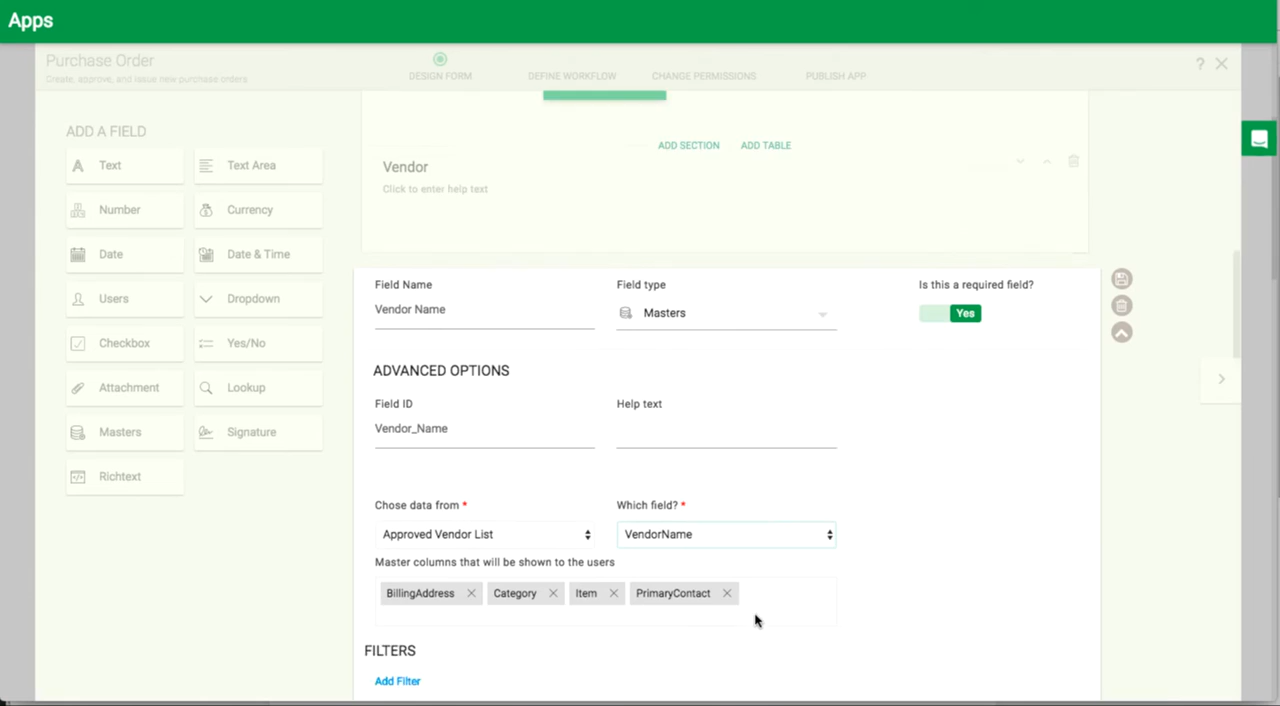 Apps
Purchase Order
Create, approve, and issue new purchase orders
DESIGN FORM
DEFINE WORKFLOW
CHANGE PERMISSIONS
PUBLISH APP
?
ADD A FIELD
Text
Text Area
Number
Currency
Date
Date & Time
Users
Dropdown
Checkbox
Yes/No
Attachment
Lookup
Masters
Signature
Richtext
ADD SECTION
ADD TABLE
Vendor
Click to enter help text
Field Name
Field type
Is this a required field?
Vendor Name
Masters
Yes
ADVANCED OPTIONS
Field ID
Help text
Vendor_Name
Chose data from *
Which field? *
Approved Vendor List
VendorName
Master columns that will be shown to the users
BillingAddress
Category
Item
PrimaryContact
FILTERS
Add Filter